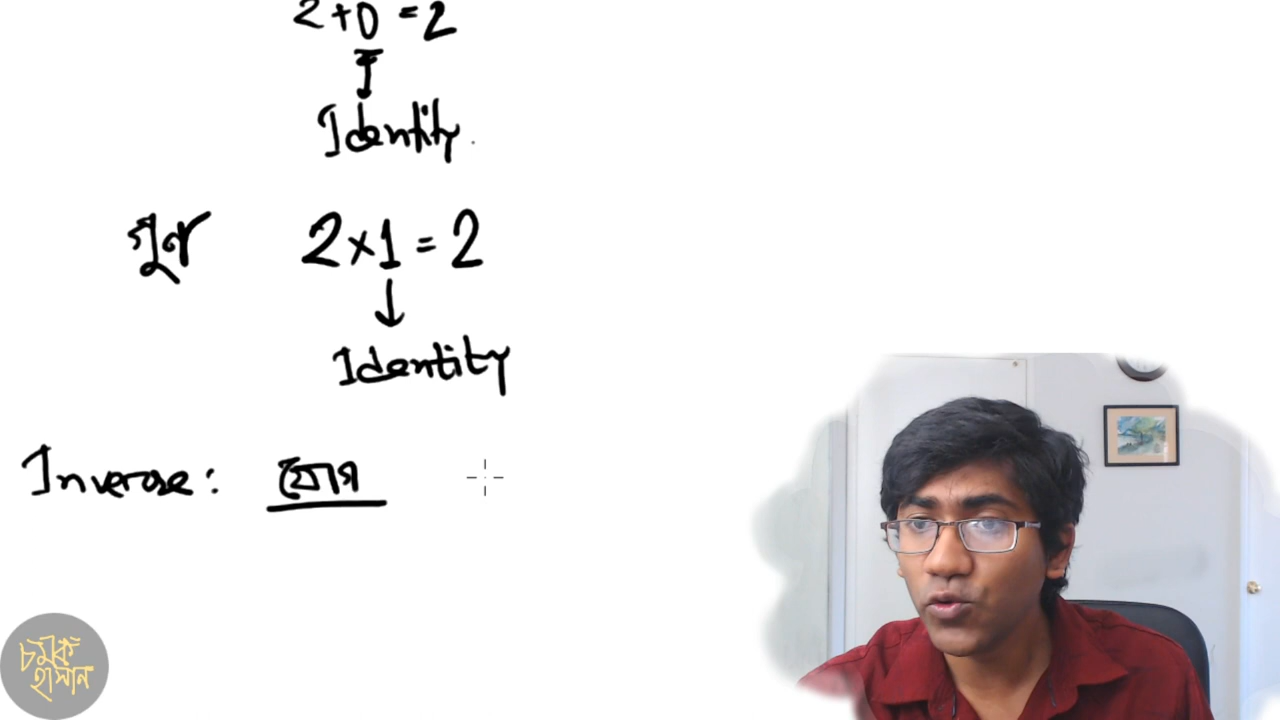 2+0=2
Identity.
গুণ 2×1=2
Identity
Inverse: যোগ
চমক
হাসান